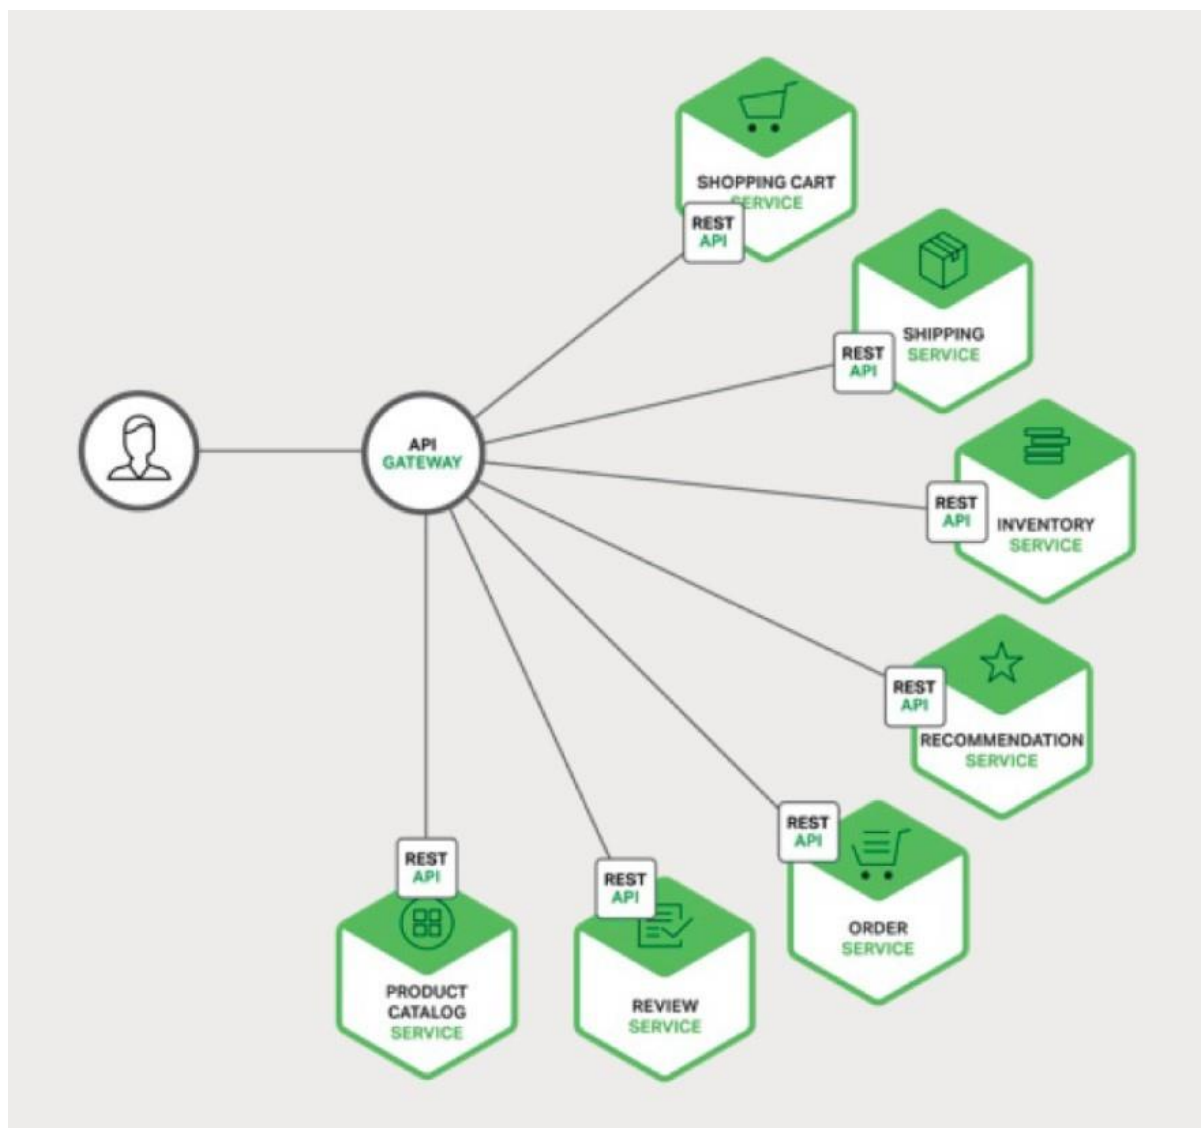 SHOPPING CART
SERVICE
REST
API
SHIPPING
SERVICE
REST
API
API
GATEWAY
INVENTORY
SERVICE
REST
API
RECOMMENDATION
SERVICE
REST
API
ORDER
SERVICE
REST
API
REVIEW
SERVICE
REST
API
PRODUCT
CATALOG
SERVICE
REST
API